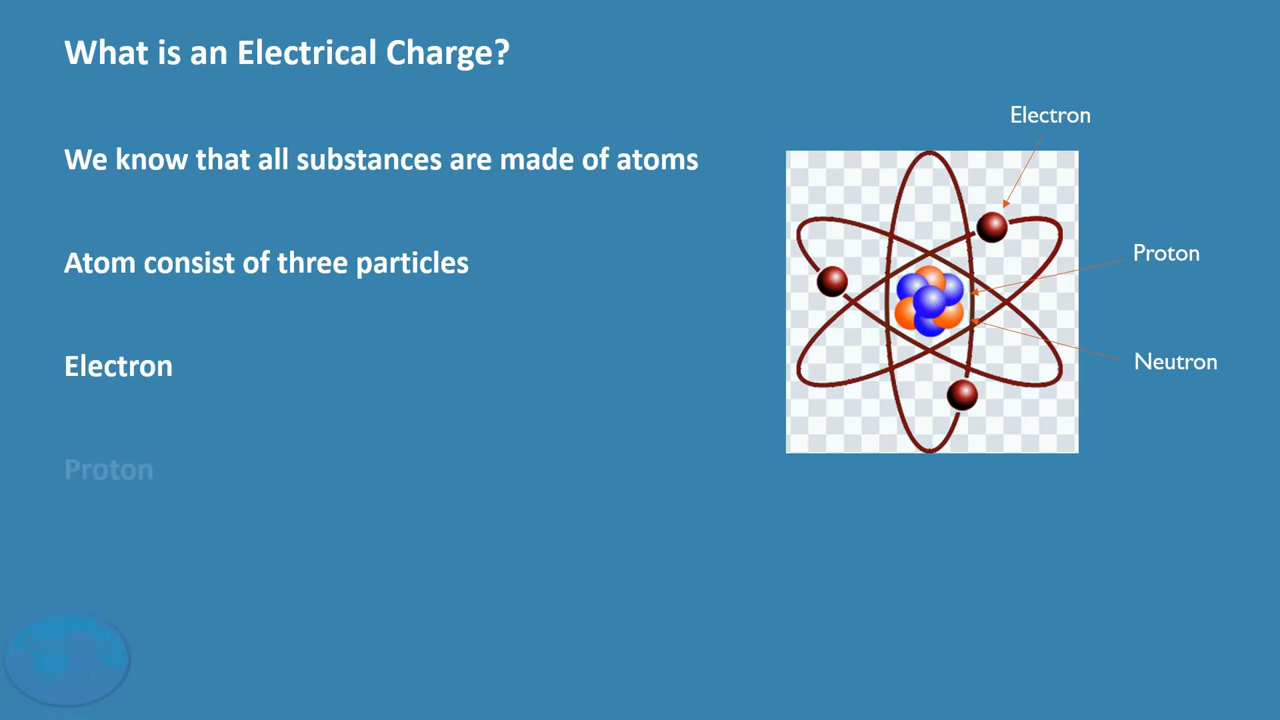 What is an Electrical Charge?
We know that all substances are made of atoms
Atom consist of three particles
Electron
Proton
Electron
Proton
Neutron